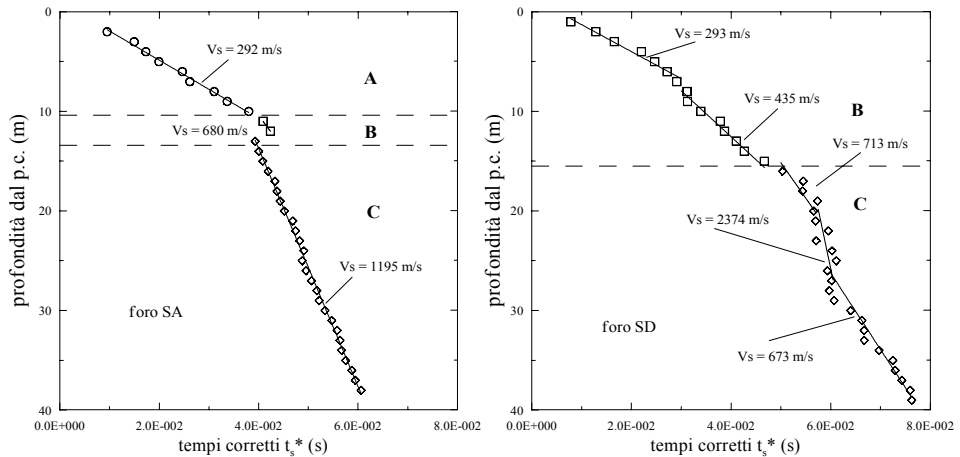 profondità dal p.c. (m)
0
10
20
30
40
Vs = 292 m/s
A
Vs = 680 m/s
B
C
Vs = 1195 m/s
foro SA
0.0E+000 2.0E-002 4.0E-002 6.0E-002 8.0E-002
tempi corretti ts* (s)
profondità dal p.c. (m)
0
10
20
30
40
Vs = 293 m/s
Vs = 435 m/s
B
Vs = 713 m/s
C
Vs = 2374 m/s
foro SD
Vs = 673 m/s
0.0E+000 2.0E-002 4.0E-002 6.0E-002 8.0E-002
tempi corretti ts* (s)